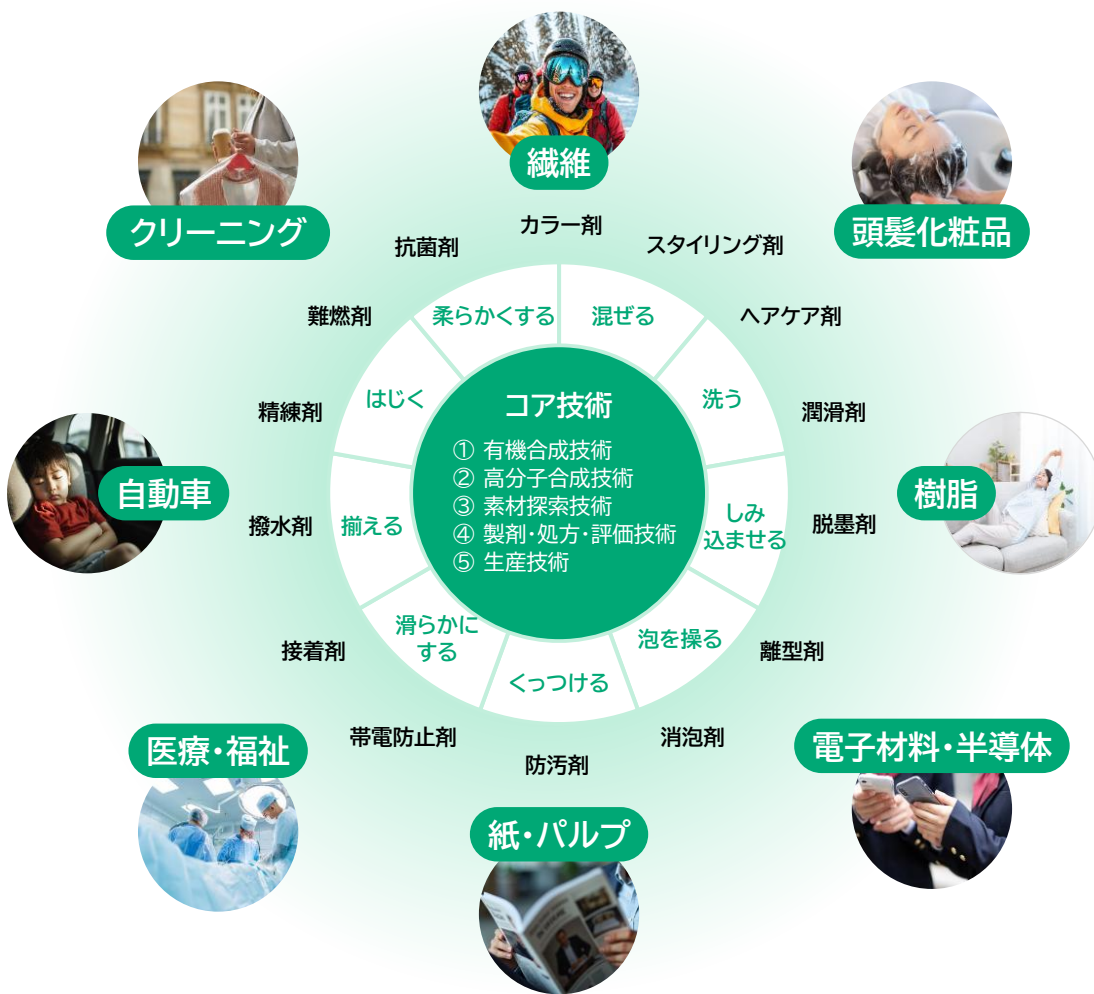 繊維
クリーニング
頭髪化粧品
カラー剤
抗菌剤
スタイリング剤
難燃剤
柔らかくする
混ぜる
ヘアケア剤
精練剤
はじく
洗う
潤滑剤
コア技術
① 有機合成技術
② 高分子合成技術
③ 素材探索技術
④ 製剤・処方・評価技術
⑤ 生産技術
自動車
樹脂
撥水剤
揃える
しみ
込ませる
脱墨剤
接着剤
滑らかに
する
泡を操る
離型剤
くっつける
帯電防止剤
防汚剤
消泡剤
医療・福祉
電子材料・半導体
紙・パルプ